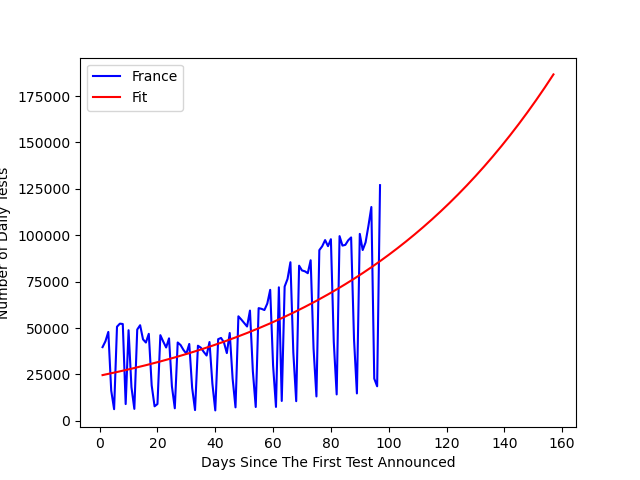 France
Fit
175000
150000
125000
100000
75000
50000
25000
0
Number of Daily Tests
0 20 40 60 80 100 120 140 160
Days Since The First Test Announced